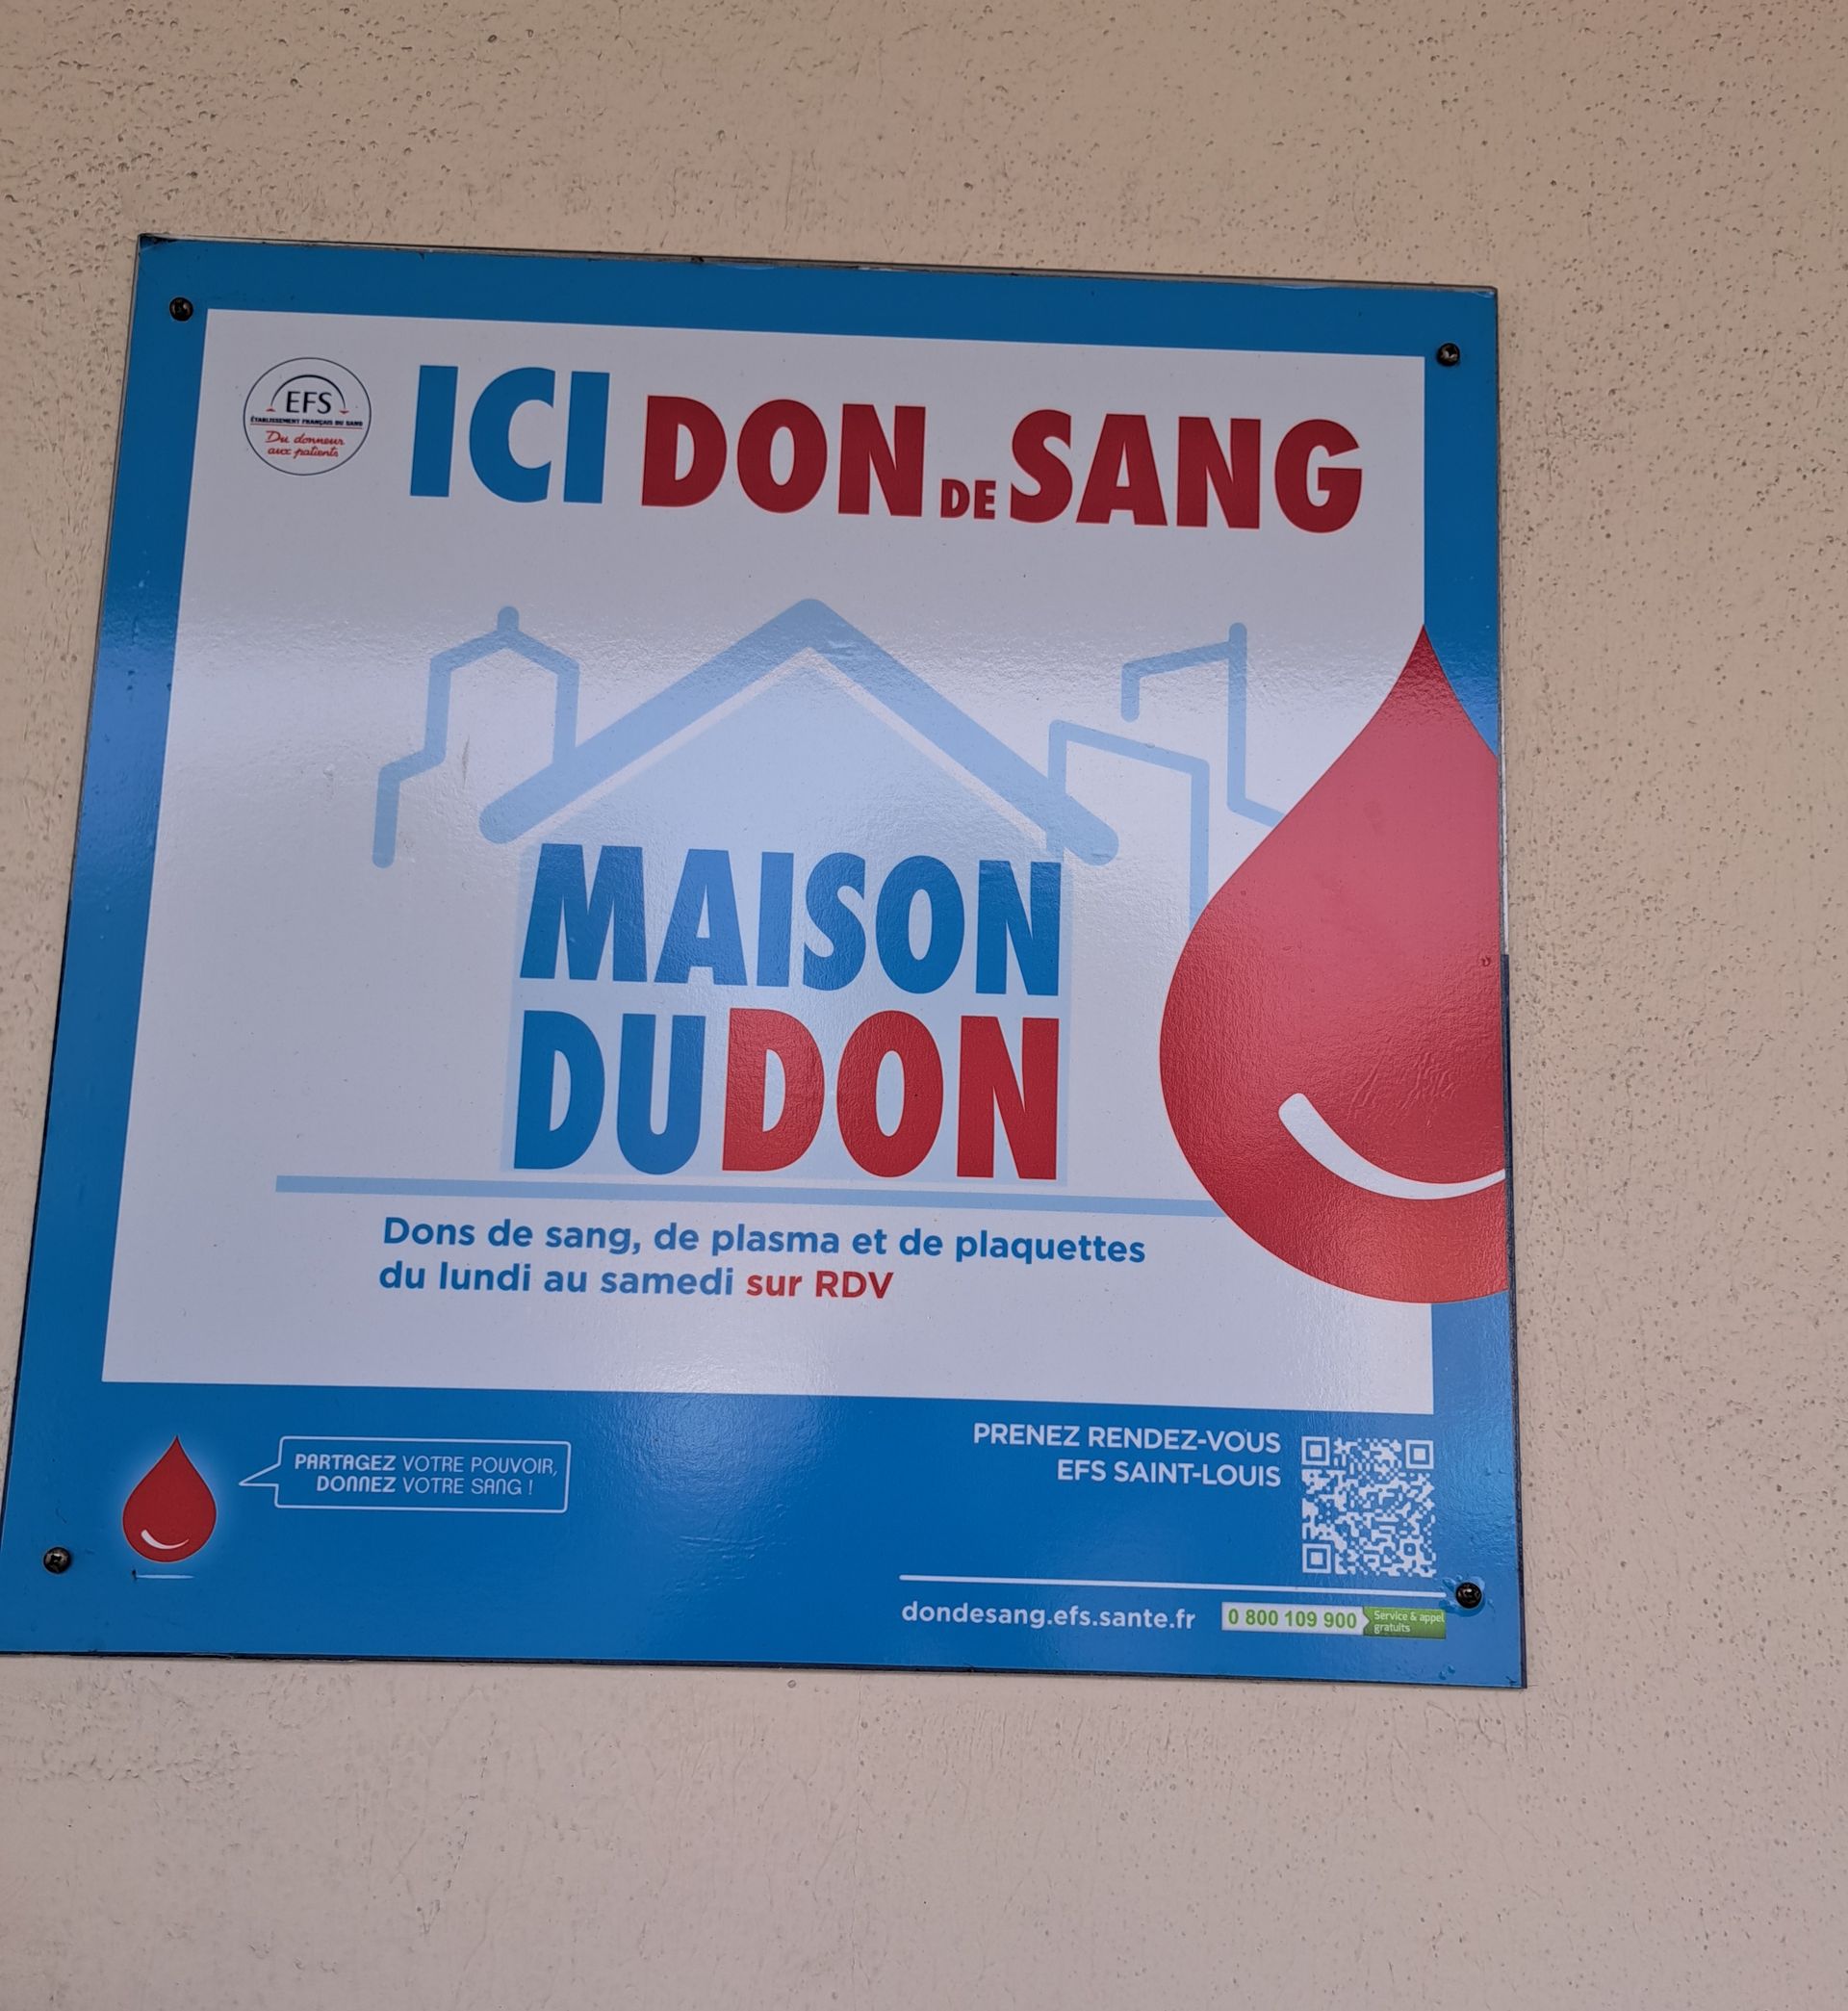 EFS
ÉTABLISSEMENT FRANÇAIS DU SANG
Du donneur
aux patients
ICI DON DE SANG
MAISON
DU DON
Dons de sang, de plasma et de plaquettes
du lundi au samedi sur RDV
PARTAGEZ VOTRE POUVOIR,
DONNEZ VOTRE SANG !
PRENEZ RENDEZ-VOUS
EFS SAINT-LOUIS
dondesang.efs.sante.fr
0 800 109 900
Service & appel
gratuits